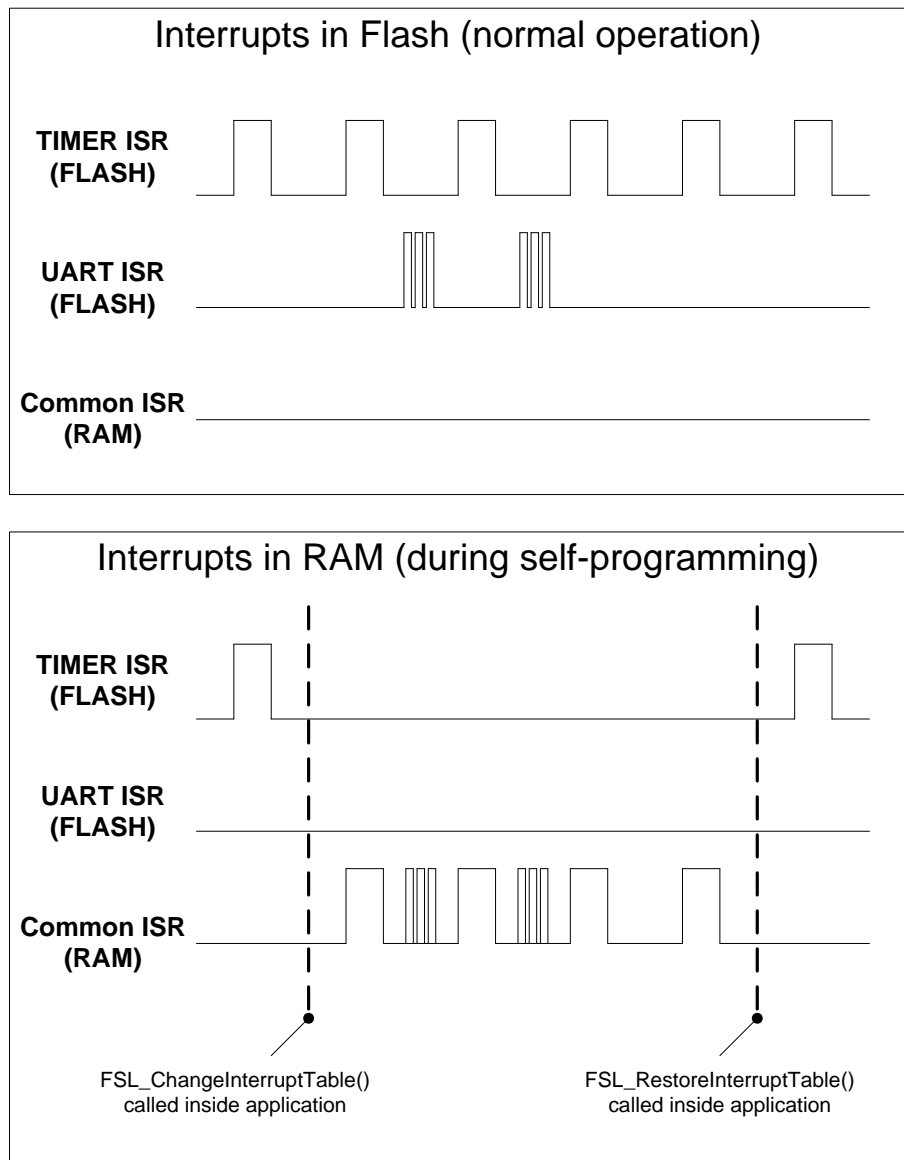 Interrupts in Flash (normal operation)
TIMER ISR
(FLASH)
UART ISR
(FLASH)
Common ISR
(RAM)
Interrupts in RAM (during self-programming)
TIMER ISR
(FLASH)
UART ISR
(FLASH)
Common ISR
(RAM)
FSL_ChangeInterruptTable()
called inside application
FSL_RestoreInterruptTable()
called inside application